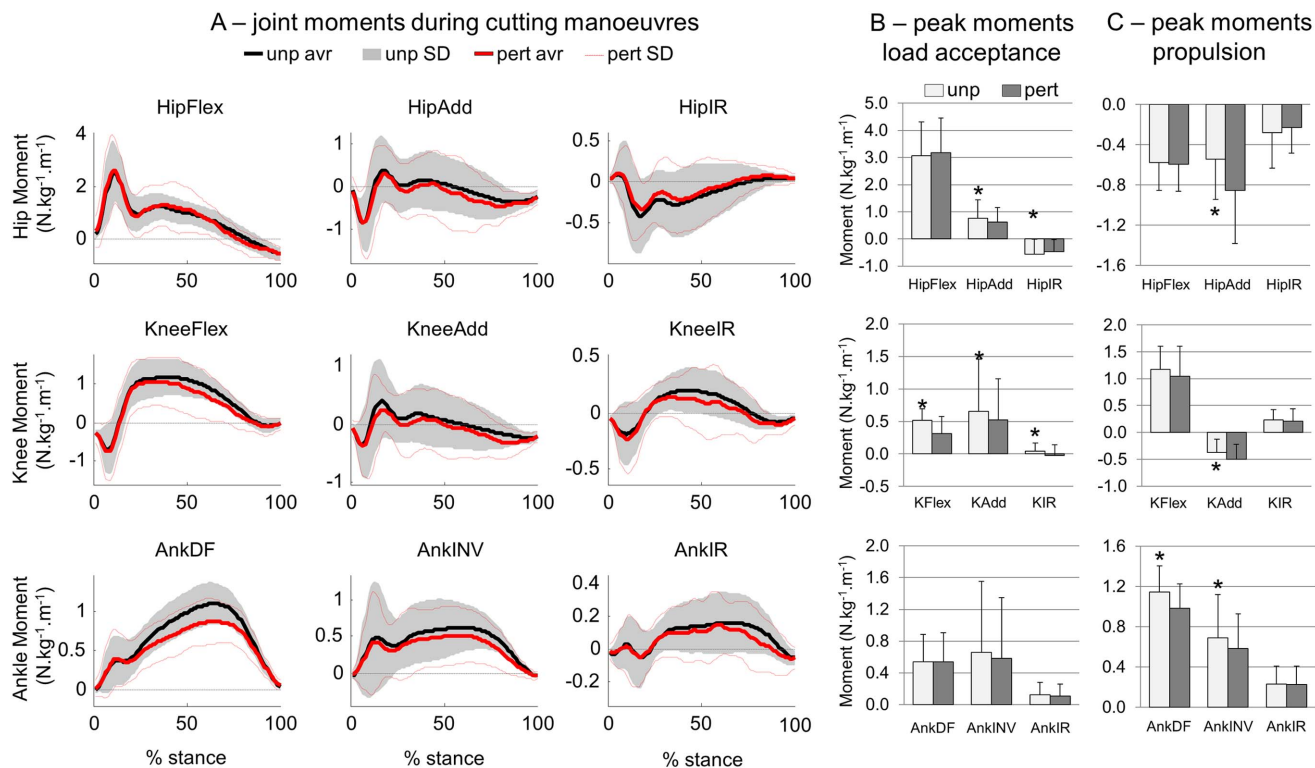 A – joint moments during cutting manoeuvres
unp avr unp SD pert avr pert SD
HipFlex HipAdd HipIR
Hip Moment
(N.kg⁻¹.m⁻¹)
4
2
0
1
0
-1
0.5
0
-0.5
0 50 100 0 50 100 0 50 100
KneeFlex KneeAdd KneeIR
Knee Moment
(N.kg⁻¹.m⁻¹)
1
0
-1
1
0
-1
0.5
0
-0.5
0 50 100 0 50 100 0 50 100
AnkDF AnkINV AnkIR
Ankle Moment
(N.kg⁻¹.m⁻¹)
1
0.5
0
1
0.5
0
0.4
0.2
0
-0.2
0 50 100 0 50 100 0 50 100
% stance % stance % stance
B – peak moments
load acceptance
unp pert
Moment (N.kg⁻¹.m⁻¹)
5.0
4.0
3.0
2.0
1.0
0.0
-1.0
* *
HipFlex HipAdd HipIR
Moment (N.kg⁻¹.m⁻¹)
2.0
1.5
1.0
0.5
0.0
-0.5
* * *
KFlex KAdd KIR
Moment (N.kg⁻¹.m⁻¹)
2.0
1.6
1.2
0.8
0.4
0.0
AnkDF AnkINV AnkIR
C – peak moments
propulsion
0.0
-0.4
-0.8
-1.2
-1.6
*
HipFlex HipAdd HipIR
2.0
1.5
1.0
0.5
0.0
-0.5
-1.0
*
KFlex KAdd KIR
1.6
1.2
0.8
0.4
0.0
* *
AnkDF AnkINV AnkIR